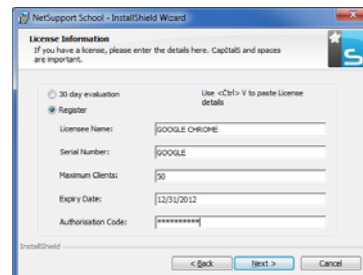 NetSupport School - InstallShield Wizard
License Information
If you have a license, please enter the details here. Capitals and spaces
are important.
S
30 day evaluation
Use <Ctrl> V to paste License
details
Register
Licensee Name:
GOOGLE CHROME
Serial Number:
GOOGLE
Maximum Clients:
50
Expiry Date:
12/31/2012
Authorisation Code:
**********
InstallShield
< Back
Next >
Cancel